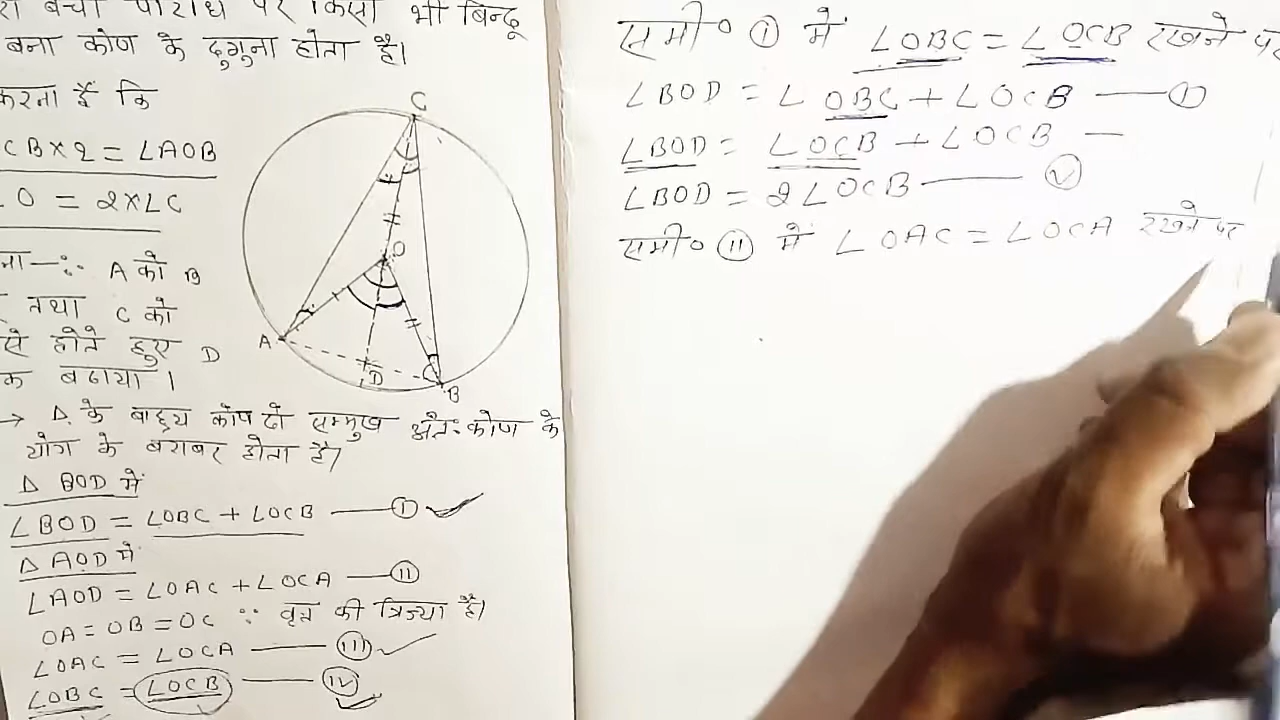 बना कोण के दुगुना होता है।
करना हैं कि
CB×2 = ∠AOB
∠O = 2×∠C
A को B
तथा C को
से होते हुए D
क बढाया।
→ Δ के बाह्य कोण दो सम्मुख अंतः कोण के
योग के बराबर होता है।
Δ BOD में
∠BOD = ∠OBC + ∠OCB — I
Δ AOD में
∠AOD = ∠OAC + ∠OCA — II
OA = OB = OC ∵ वृत्त की त्रिज्या है।
∠OAC = ∠OCA — III
∠OBC = ∠OCB — IV
C
O
A
D
B
समी० I में ∠OBC = ∠OCB रखने पर
∠BOD = ∠OBC + ∠OCB — I
∠BOD = ∠OCB + ∠OCB —
∠BOD = 2∠OCB — V
समी० II में ∠OAC = ∠OCA रखने पर